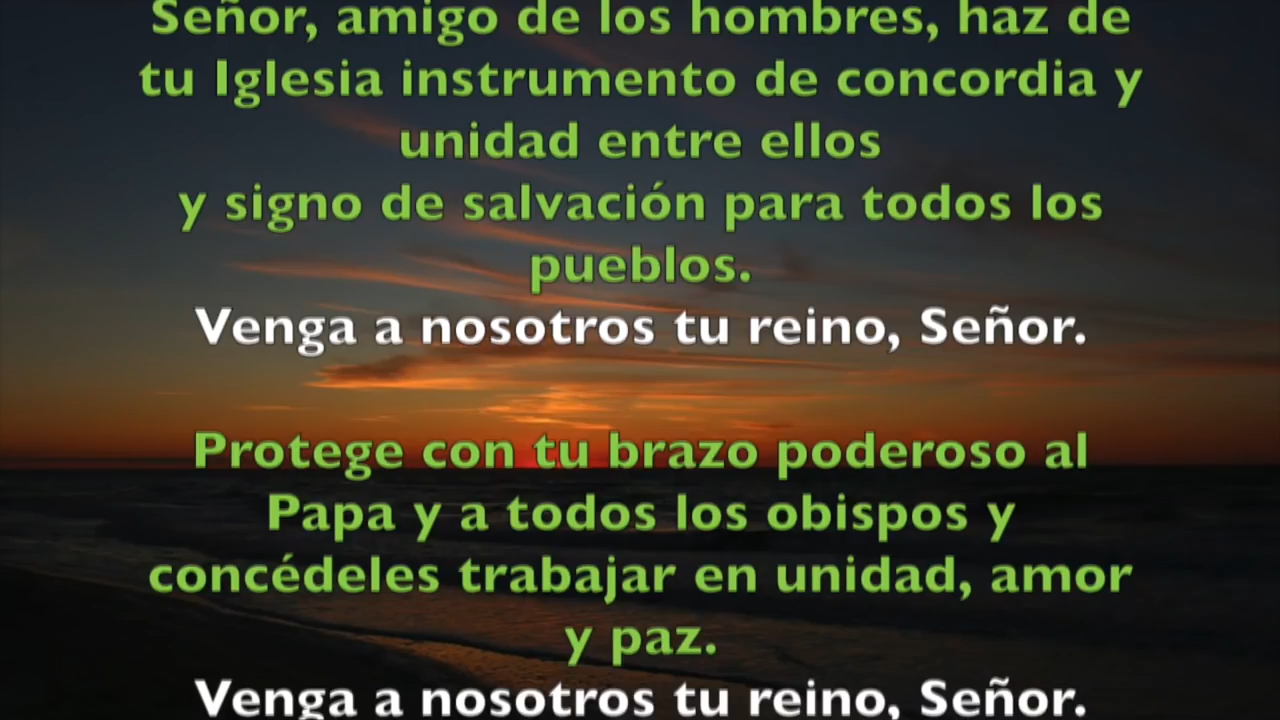 Señor, amigo de los hombres, haz de
tu Iglesia instrumento de concordia y
unidad entre ellos
y signo de salvación para todos los
pueblos.
Venga a nosotros tu reino, Señor.
Protege con tu brazo poderoso al
Papa y a todos los obispos y
concédeles trabajar en unidad, amor
y paz.
Venga a nosotros tu reino, Señor.